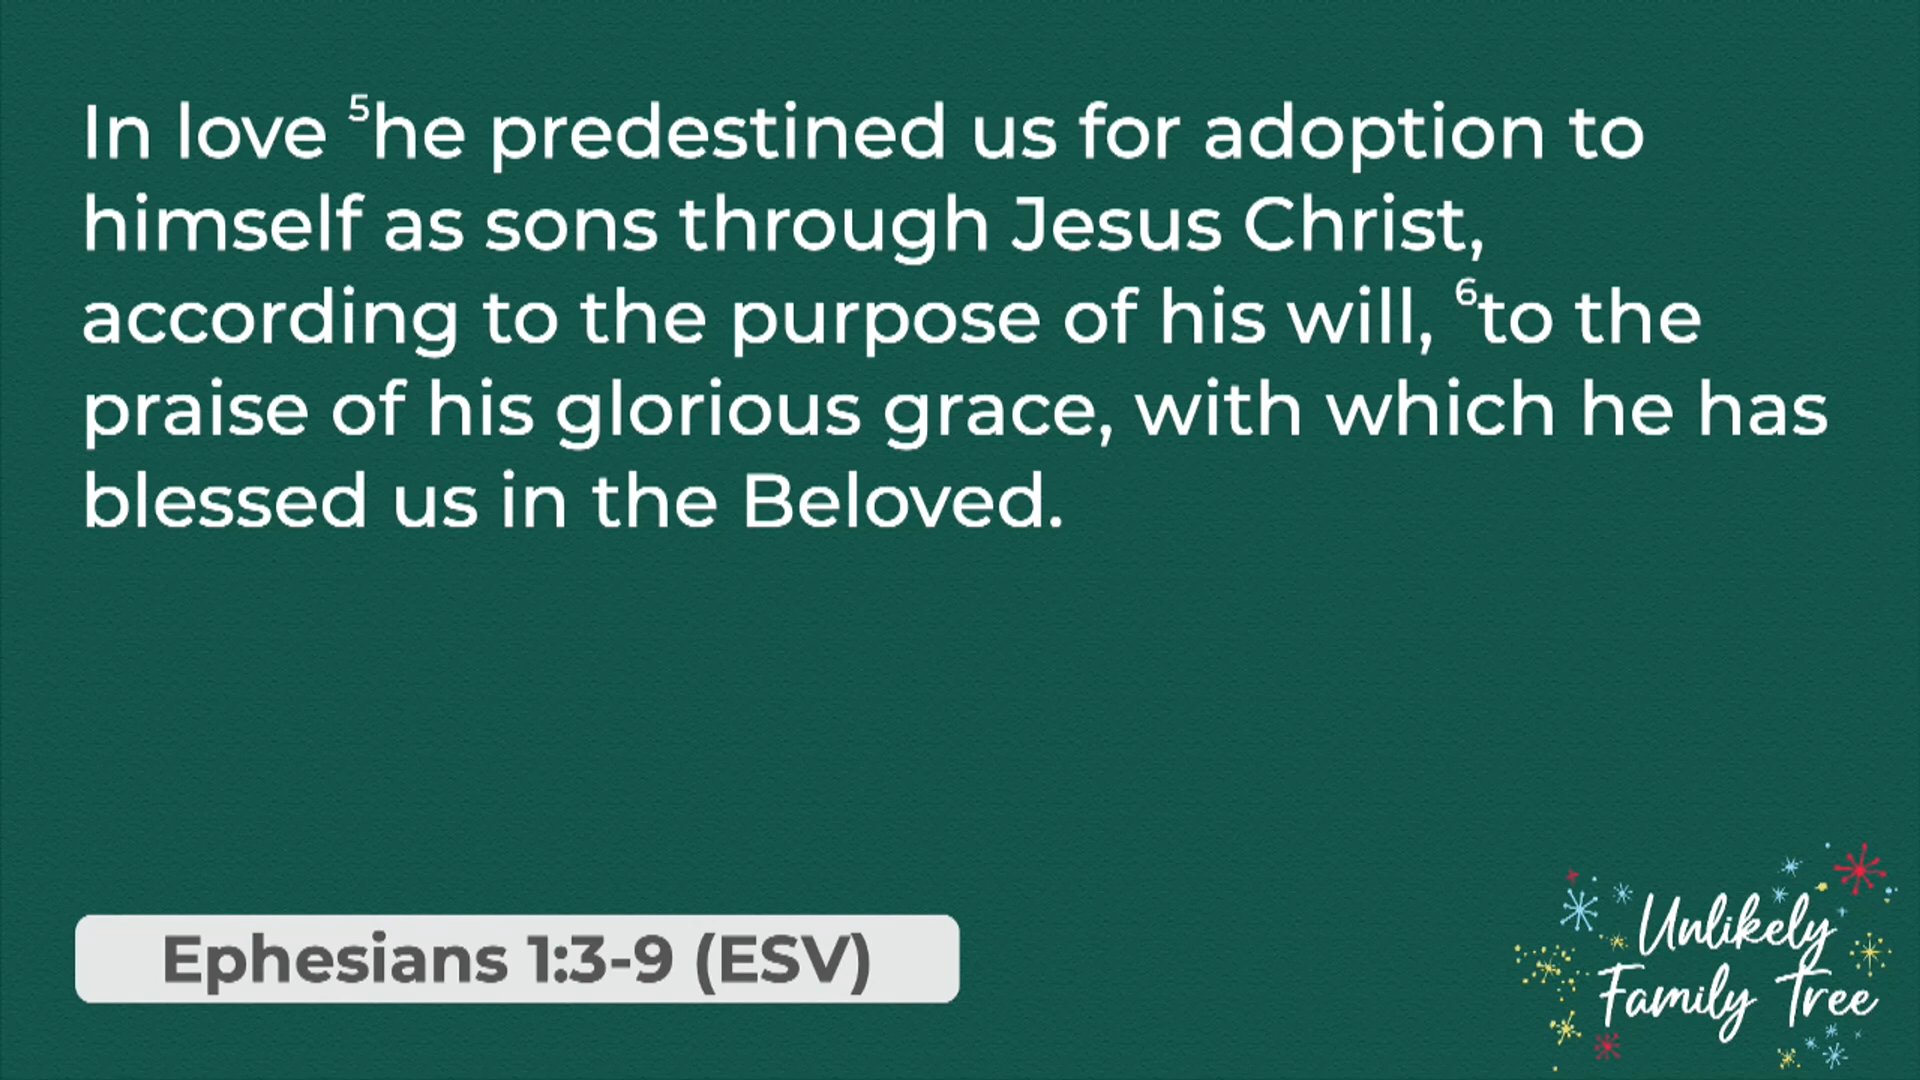 In love ⁵he predestined us for adoption to
himself as sons through Jesus Christ,
according to the purpose of his will, ⁶to the
praise of his glorious grace, with which he has
blessed us in the Beloved.
Ephesians 1:3-9 (ESV)
Unlikely
Family Tree